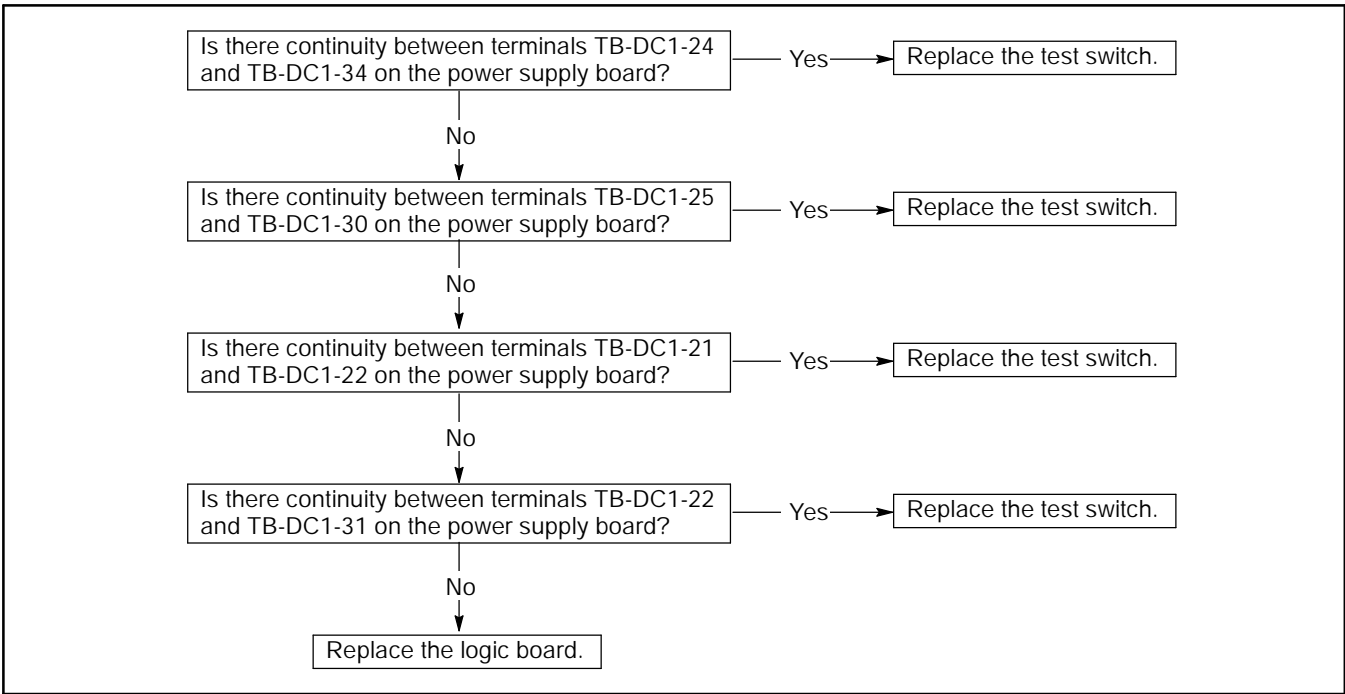 Is there continuity between terminals TB-DC1-24
and TB-DC1-34 on the power supply board?
Yes
Replace the test switch.
No
Is there continuity between terminals TB-DC1-25
and TB-DC1-30 on the power supply board?
Yes
Replace the test switch.
No
Is there continuity between terminals TB-DC1-21
and TB-DC1-22 on the power supply board?
Yes
Replace the test switch.
No
Is there continuity between terminals TB-DC1-22
and TB-DC1-31 on the power supply board?
Yes
Replace the test switch.
No
Replace the logic board.